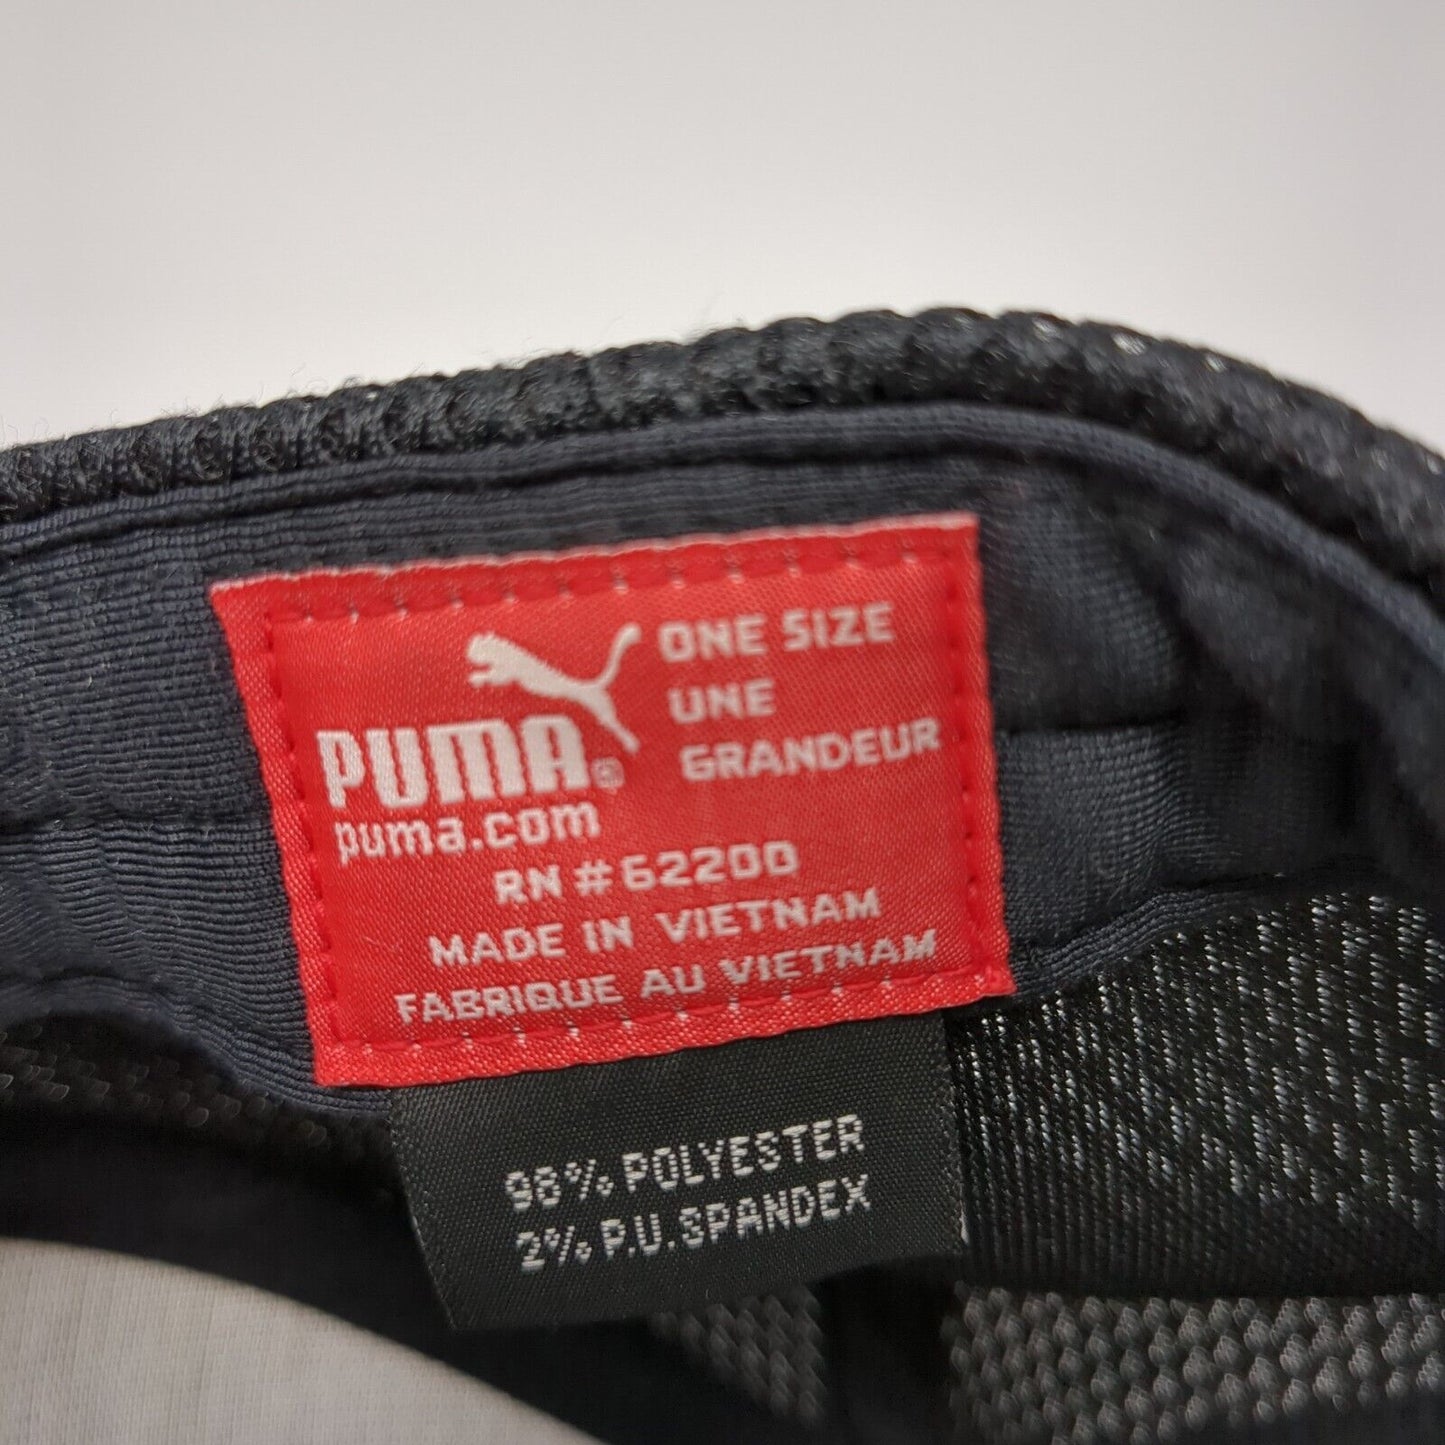 PUMA®
puma.com
ONE SIZE
UNE
GRANDEUR
RN # 62200
MADE IN VIETNAM
FABRIQUE AU VIETNAM
98% POLYESTER
2% P.U.SPANDEX